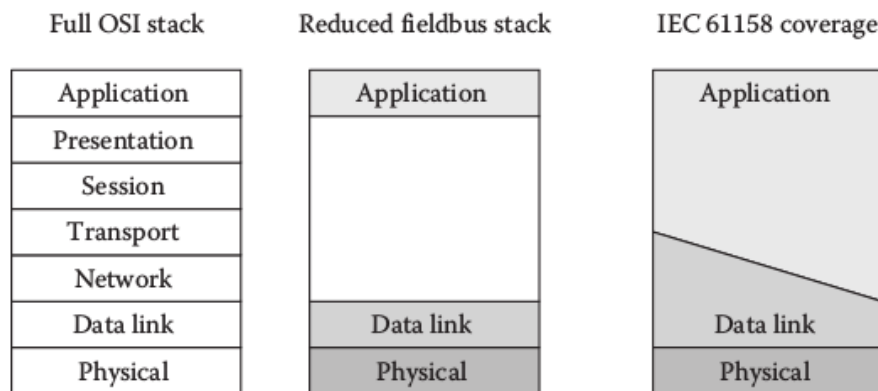 Full OSI stack
Application
Presentation
Session
Transport
Network
Data link
Physical
Reduced fieldbus stack
Application
Data link
Physical
IEC 61158 coverage
Application
Data link
Physical